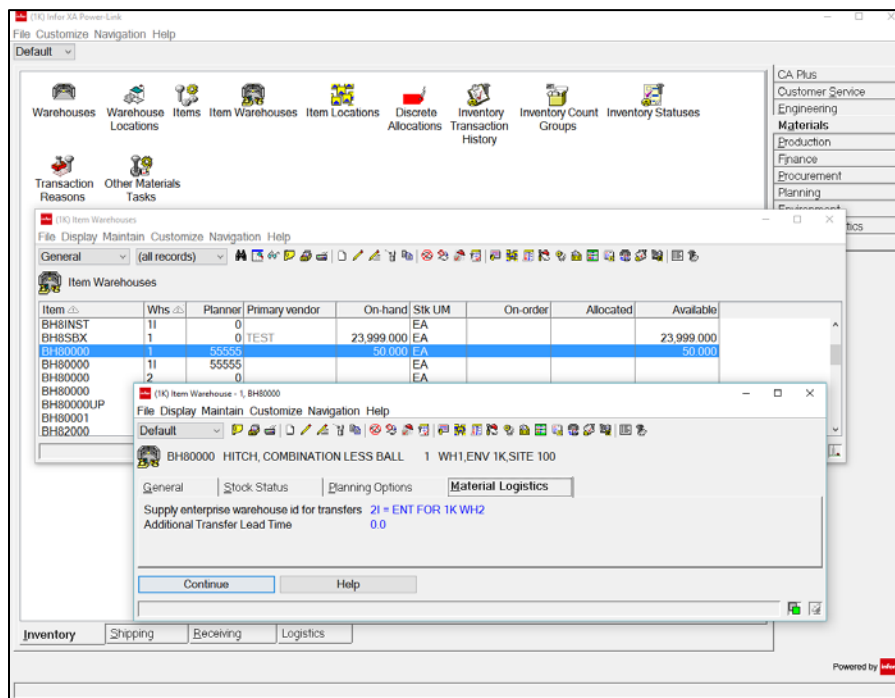 infor (1K) Infor XA Power-Link
File Customize Navigation Help
Default
CA Plus
Customer Service
Engineering
Materials
Production
Finance
Procurement
Planning
Warehouses Warehouse Locations Items Item Warehouses Item Locations Discrete Allocations Inventory Transaction History Inventory Count Groups Inventory Statuses
Transaction Reasons Other Materials Tasks
infor (1K) Item Warehouses
File Display Maintain Customize Navigation Help
General (all records)
Item Warehouses
Item Whs Planner Primary vendor On-hand Stk UM On-order Allocated Available
BH8INST 1I 0 EA
BH8SBX 1 0 TEST 23,999.000 EA 23,999.000
BH80000 1 55555 50.000 EA 50.000
BH80000 1I 55555 EA
BH80000 2 0 EA
BH80000
BH80000UP
BH80001
BH82000
infor (1K) Item Warehouse - 1, BH80000
File Display Maintain Customize Navigation Help
Default
BH80000 HITCH, COMBINATION LESS BALL 1 WH1,ENV 1K,SITE 100
General Stock Status Planning Options Material Logistics
Supply enterprise warehouse id for transfers 2I = ENT FOR 1K WH2
Additional Transfer Lead Time 0.0
Continue Help
Inventory Shipping Receiving Logistics
Powered by infor